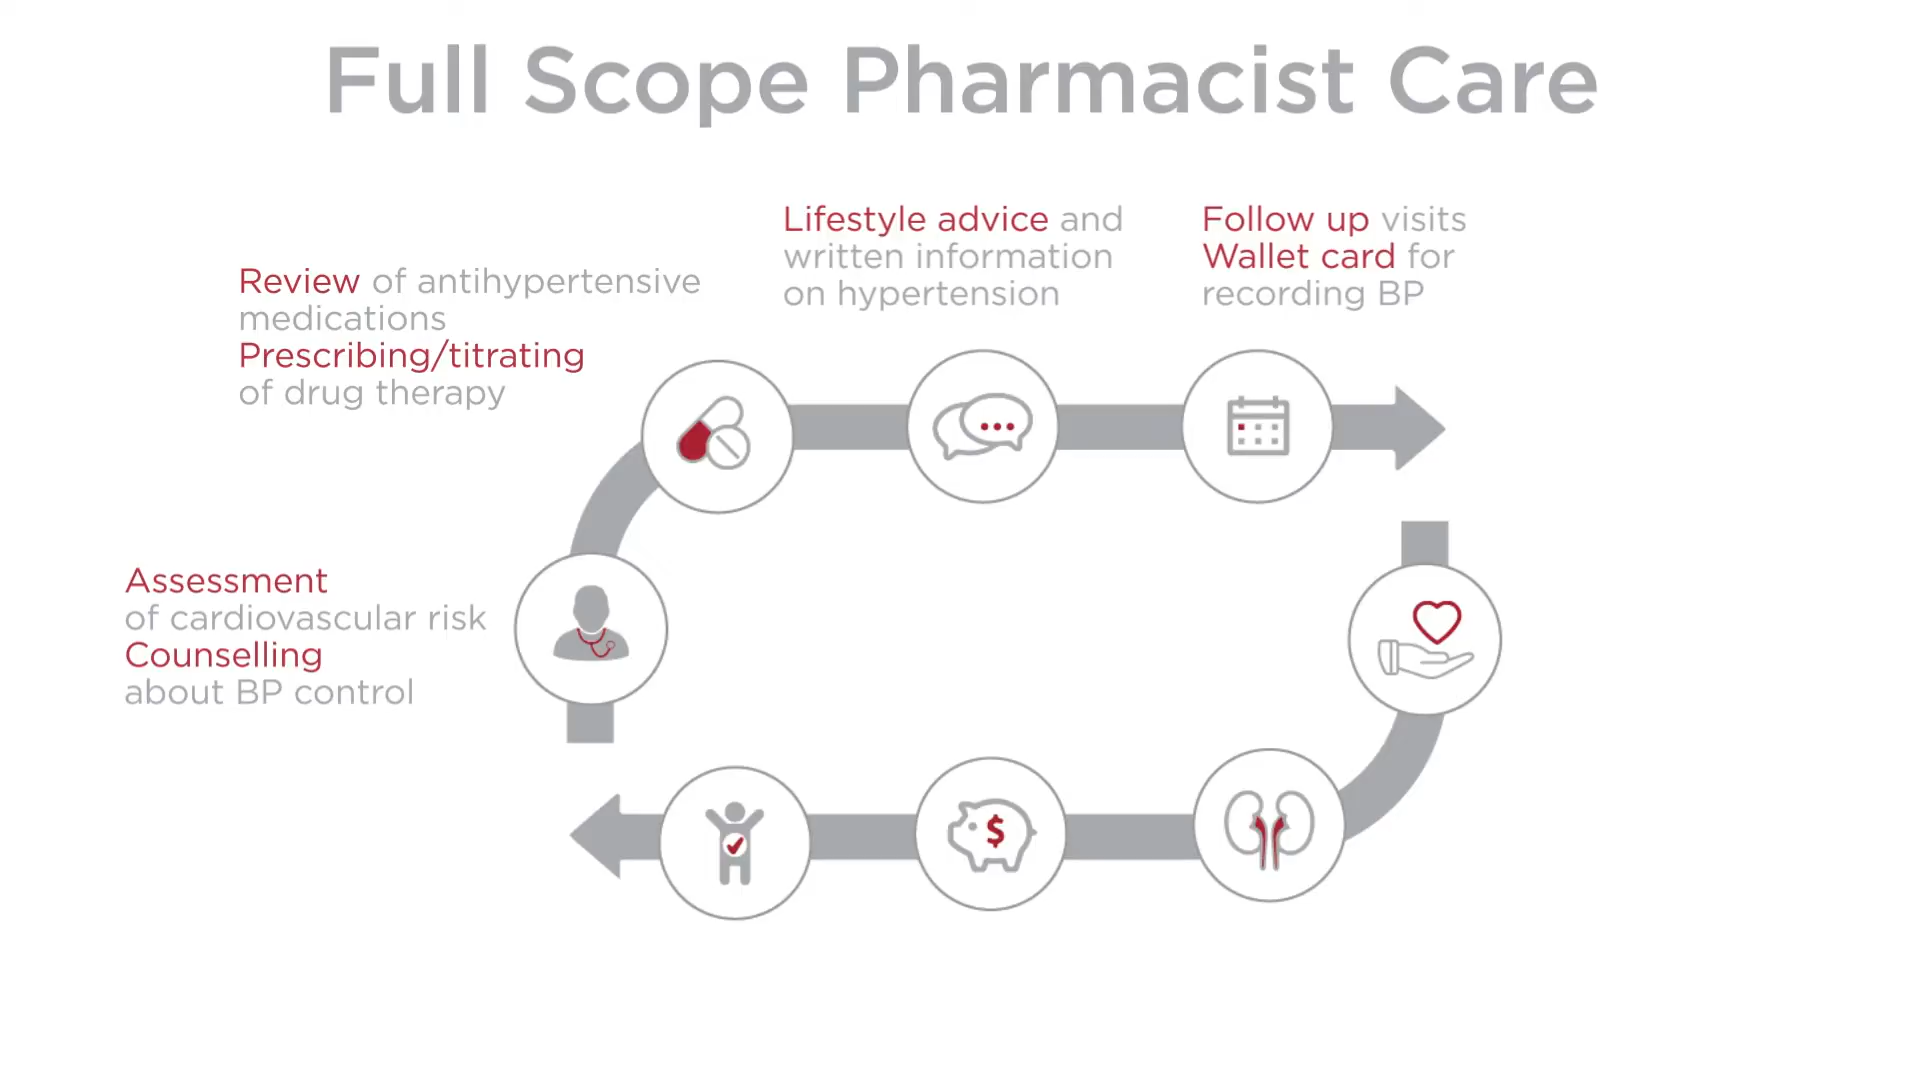 Full Scope Pharmacist Care
Lifestyle advice and
written information
on hypertension
Follow up visits
Wallet card for
recording BP
Review of antihypertensive
medications
Prescribing/titrating
of drug therapy
Assessment
of cardiovascular risk
Counselling
about BP control
$